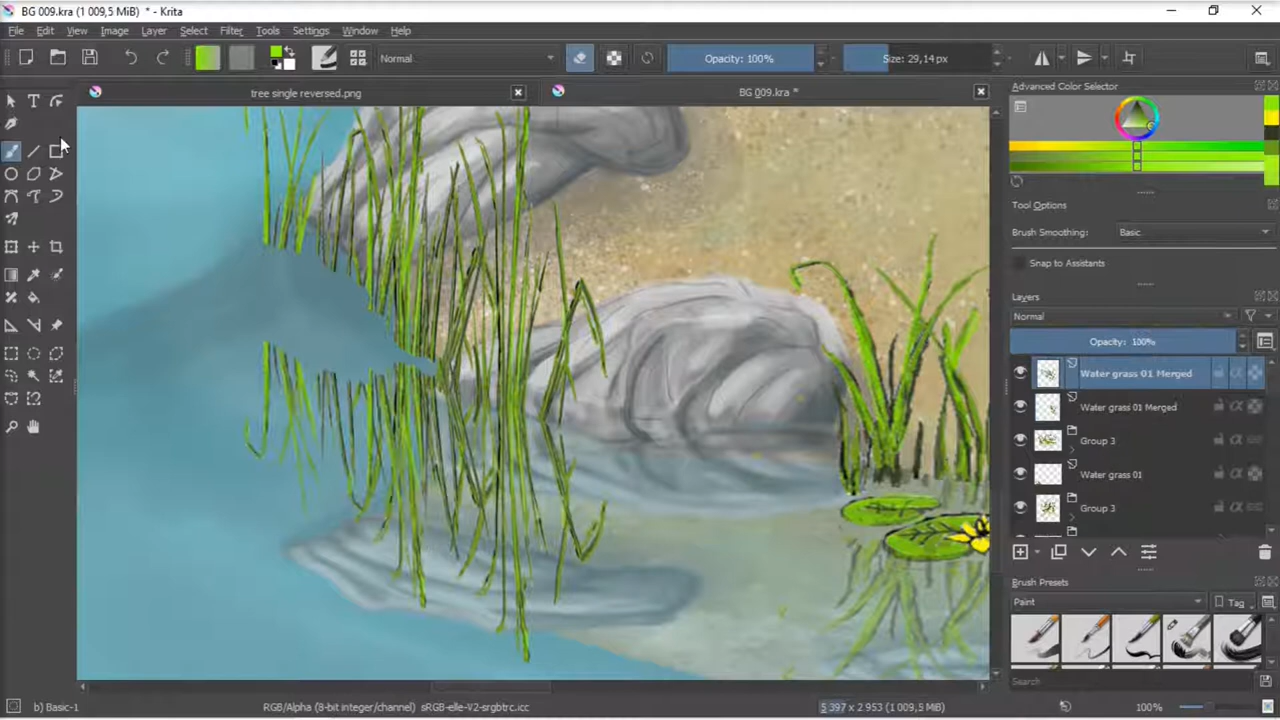 BG 009.kra (1 009,5 MiB) * - Krita
File Edit View Image Layer Select Filter Tools Settings Window Help
Normal Opacity: 100% Size: 29,14 px
tree single reversed.png BG 009.kra *
Advanced Color Selector
Tool Options
Brush Smoothing: Basic
Snap to Assistants
Layers
Normal
Opacity: 100%
Water grass 01 Merged
Water grass 01 Merged
Group 3
Water grass 01
Group 3
Brush Presets
Paint Tag
Search
b) Basic-1 RGB/Alpha (8-bit integer/channel) sRGB-elle-V2-srgbtrc.icc 5 397 x 2 953 (1 009,5 MiB) 100%